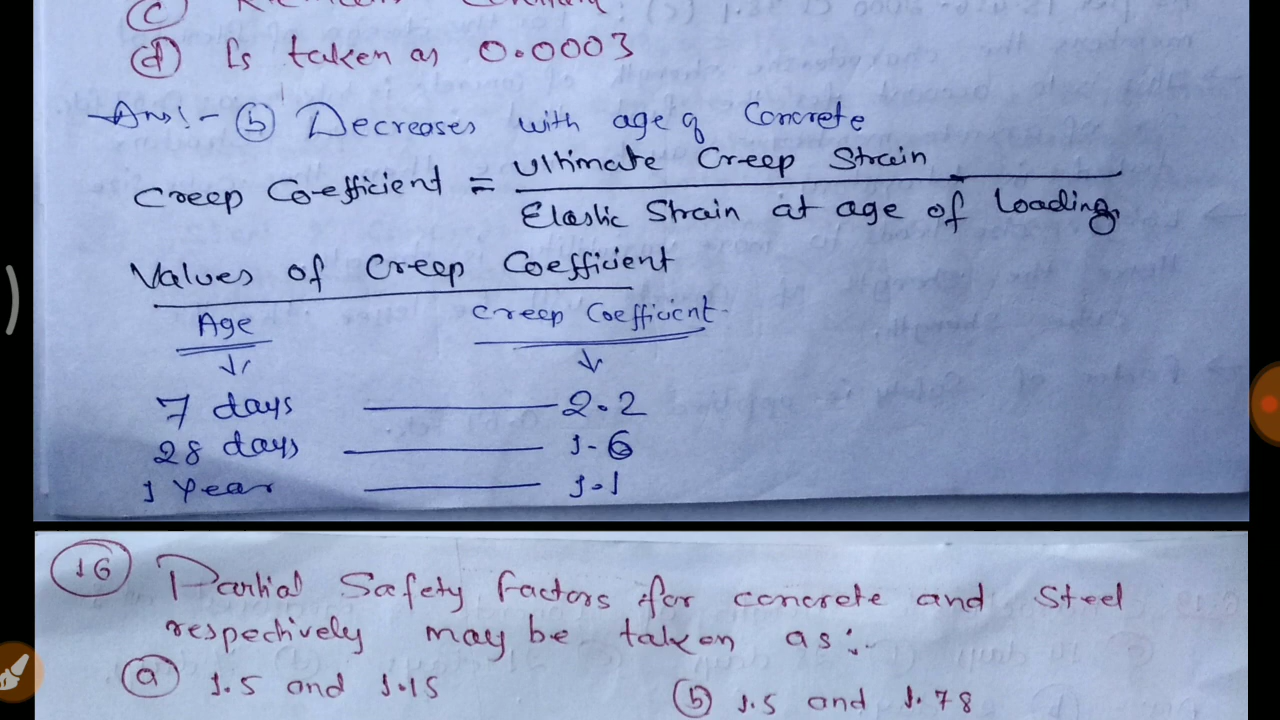 (c) Constant
(d) Is taken as 0.0003
Ans:- (b) Decreases with age of Concrete
Creep Co-efficient = Ultimate Creep Strain
Elastic Strain at age of Loading
Values of Creep Coefficient
Age Creep Coefficient
7 days 2.2
28 days 1.6
1 Year 1.1
(16) Partial Safety factors for concrete and Steel
respectively may be taken as:-
(a) 1.5 and 1.15 (b) 1.5 and 1.78